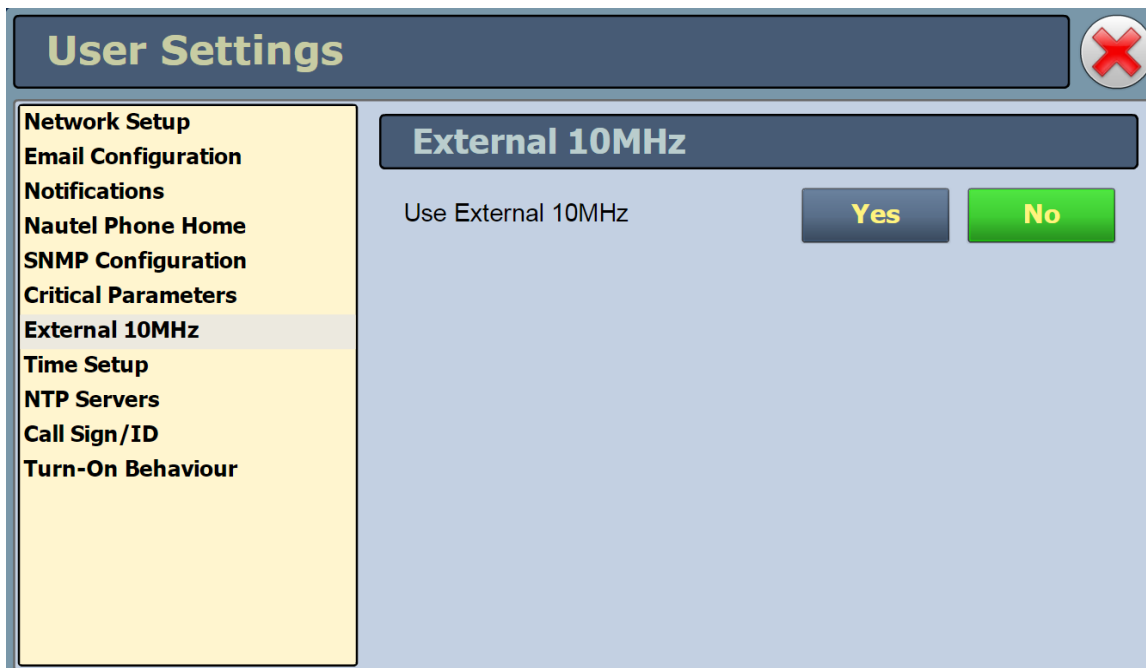 User Settings
Network Setup
Email Configuration
Notifications
Nautel Phone Home
SNMP Configuration
Critical Parameters
External 10MHz
Time Setup
NTP Servers
Call Sign/ID
Turn-On Behaviour
External 10MHz
Use External 10MHz Yes No